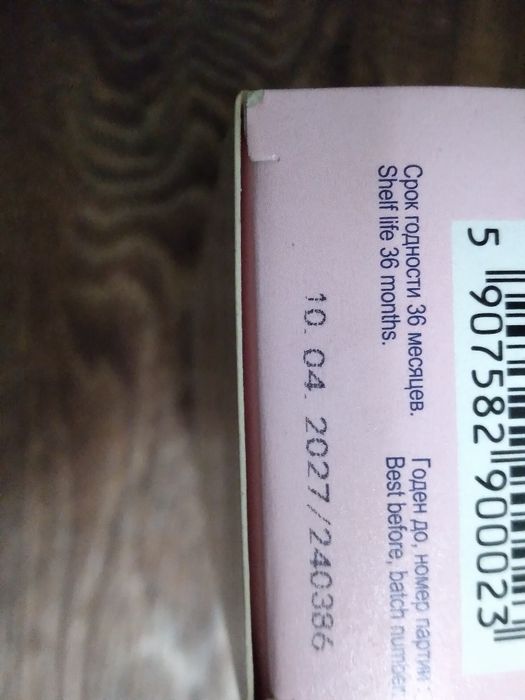 Срок годности 36 месяцев.
Shelf life 36 months.
Годен до, номер партии
Best before, batch number
10. 04. 2027/240386
5 907582 900023